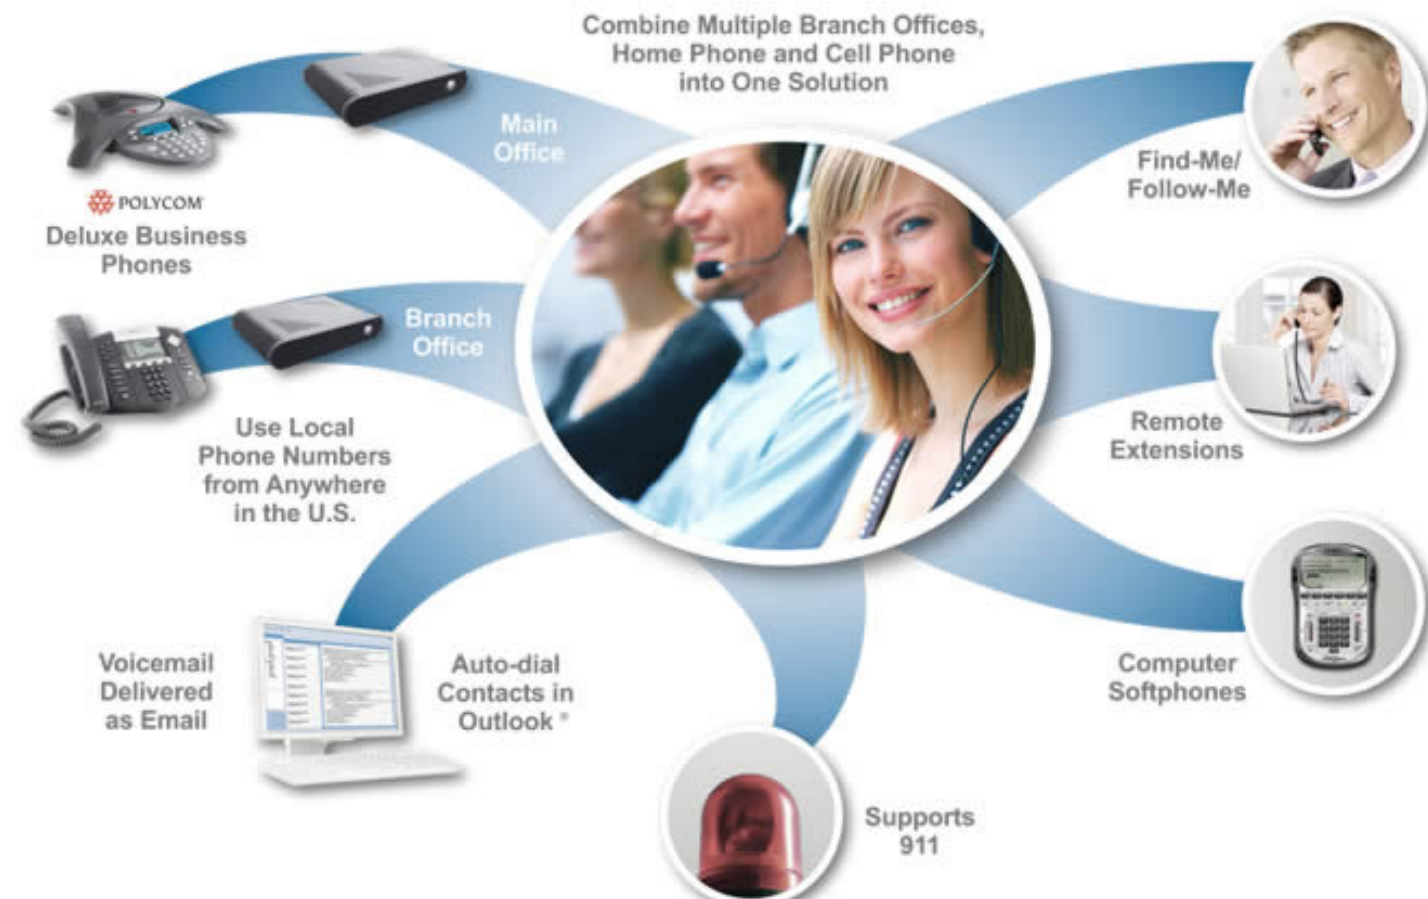 Combine Multiple Branch Offices,
Home Phone and Cell Phone
into One Solution
Main
Office
POLYCOM
Deluxe Business
Phones
Branch
Office
Use Local
Phone Numbers
from Anywhere
in the U.S.
Find-Me/
Follow-Me
Remote
Extensions
Computer
Softphones
Voicemail
Delivered
as Email
Auto-dial
Contacts in
Outlook ®
Supports
911